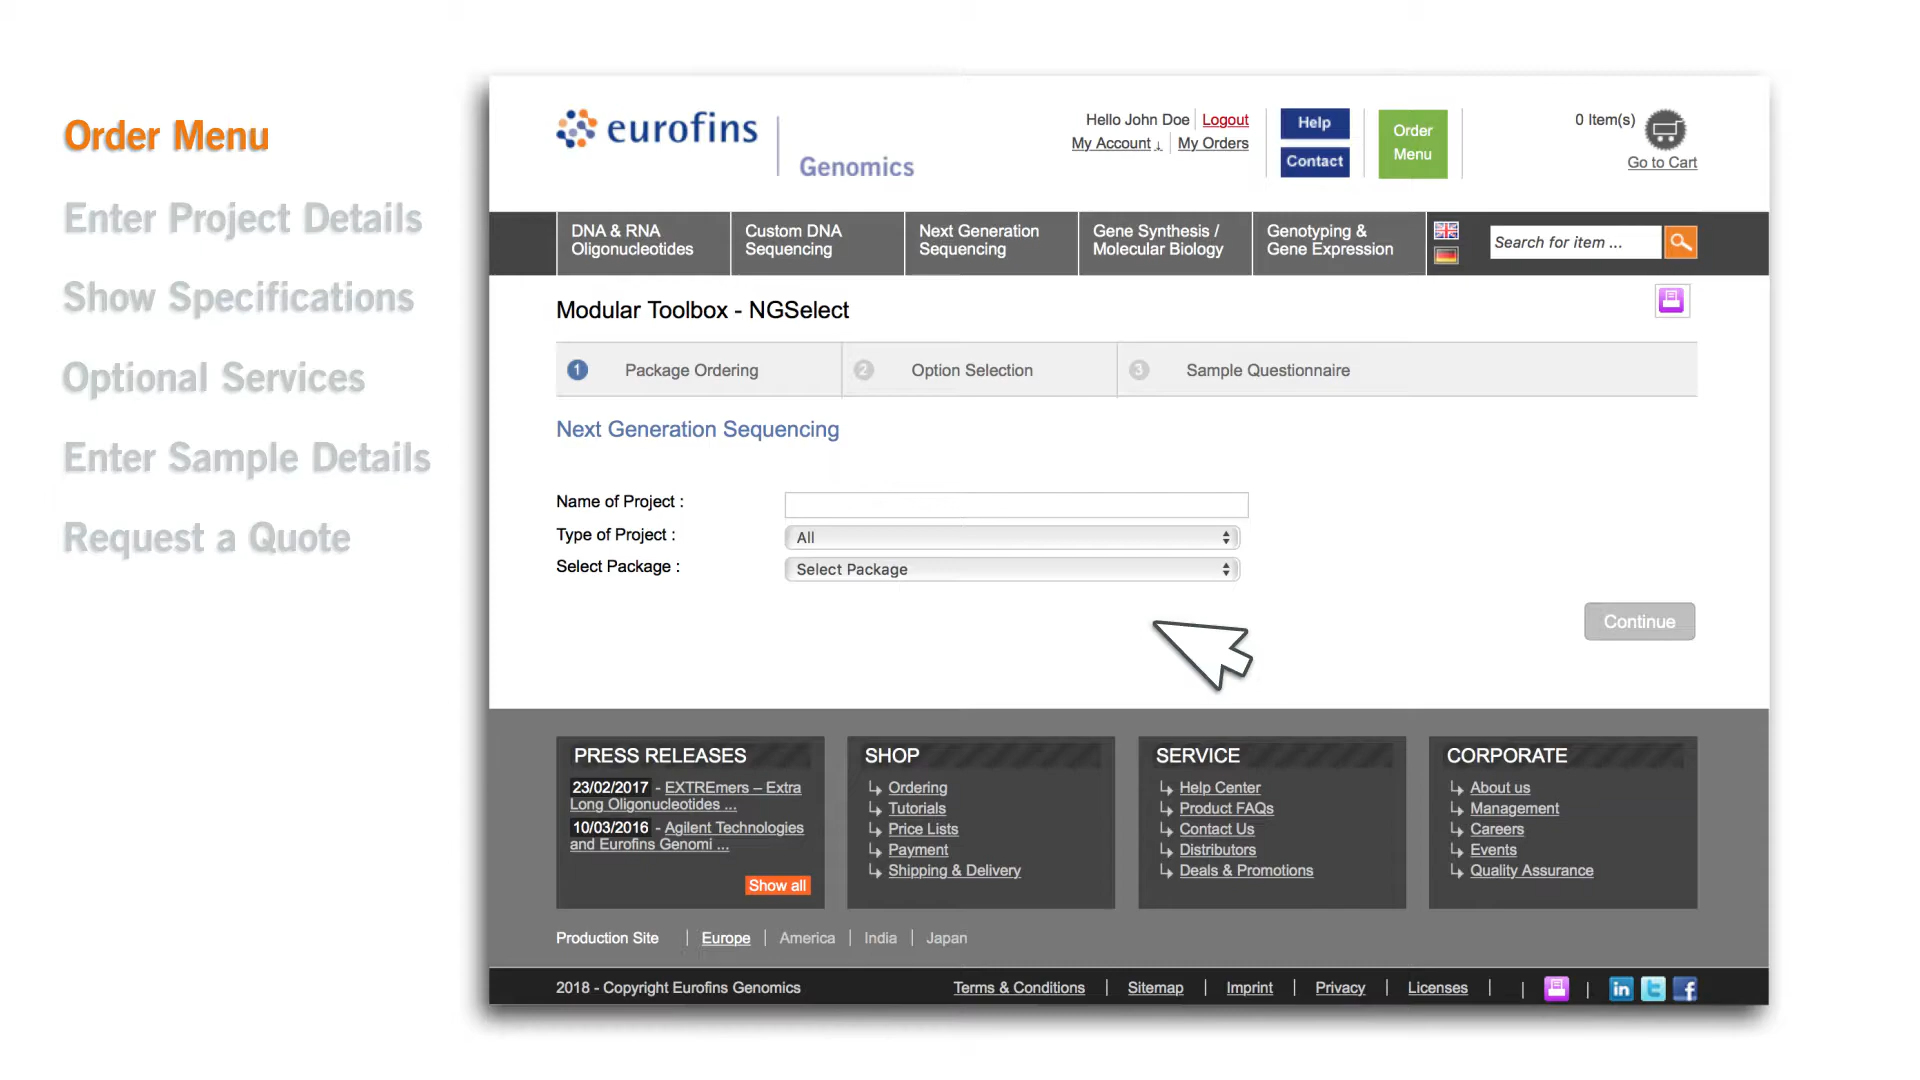 Order Menu
Enter Project Details
Show Specifications
Optional Services
Enter Sample Details
Request a Quote
eurofins
Genomics
Hello John Doe Logout
My Account ↓ My Orders
Help
Contact
Order
Menu
0 Item(s)
Go to Cart
DNA & RNA
Oligonucleotides
Custom DNA
Sequencing
Next Generation
Sequencing
Gene Synthesis /
Molecular Biology
Genotyping &
Gene Expression
Search for item ...
Modular Toolbox - NGSelect
1 Package Ordering
2 Option Selection
3 Sample Questionnaire
Next Generation Sequencing
Name of Project :
Type of Project : All
Select Package : Select Package
Continue
PRESS RELEASES
23/02/2017 - EXTREmers – Extra
Long Oligonucleotides ...
10/03/2016 - Agilent Technologies
and Eurofins Genomi ...
Show all
SHOP
Ordering
Tutorials
Price Lists
Payment
Shipping & Delivery
SERVICE
Help Center
Product FAQs
Contact Us
Distributors
Deals & Promotions
CORPORATE
About us
Management
Careers
Events
Quality Assurance
Production Site | Europe | America | India | Japan
2018 - Copyright Eurofins Genomics
Terms & Conditions | Sitemap | Imprint | Privacy | Licenses | | | in t f